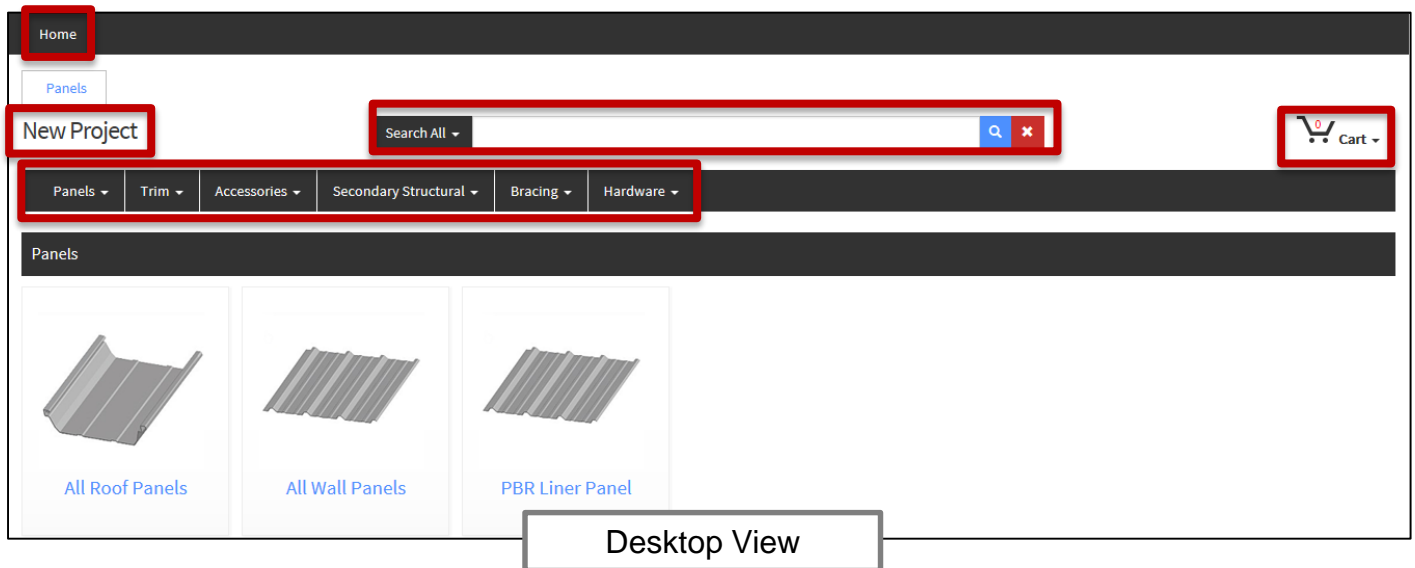 Home
Panels
New Project
Search All
0
Cart
Panels Trim Accessories Secondary Structural Bracing Hardware
Panels
All Roof Panels All Wall Panels PBR Liner Panel
Desktop View